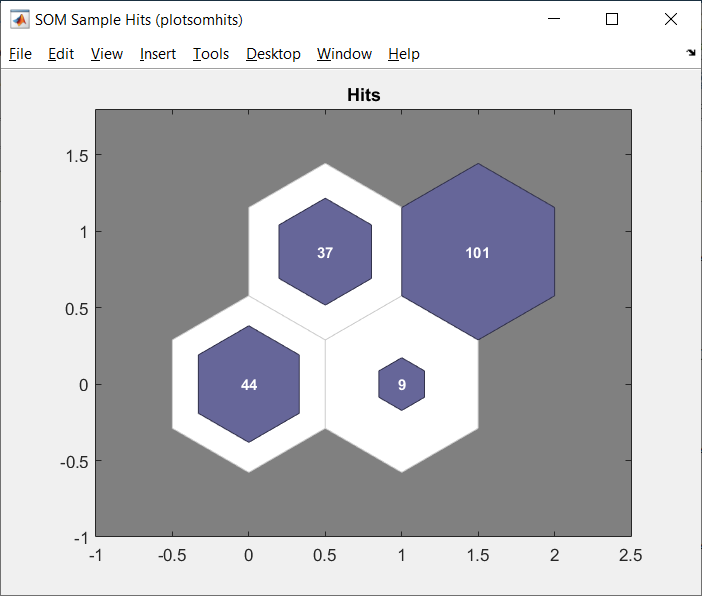 SOM Sample Hits (plotsomhits)
File Edit View Insert Tools Desktop Window Help
Hits
1.5
1
0.5
0
-0.5
-1
37
101
44
9
-1 -0.5 0 0.5 1 1.5 2 2.5